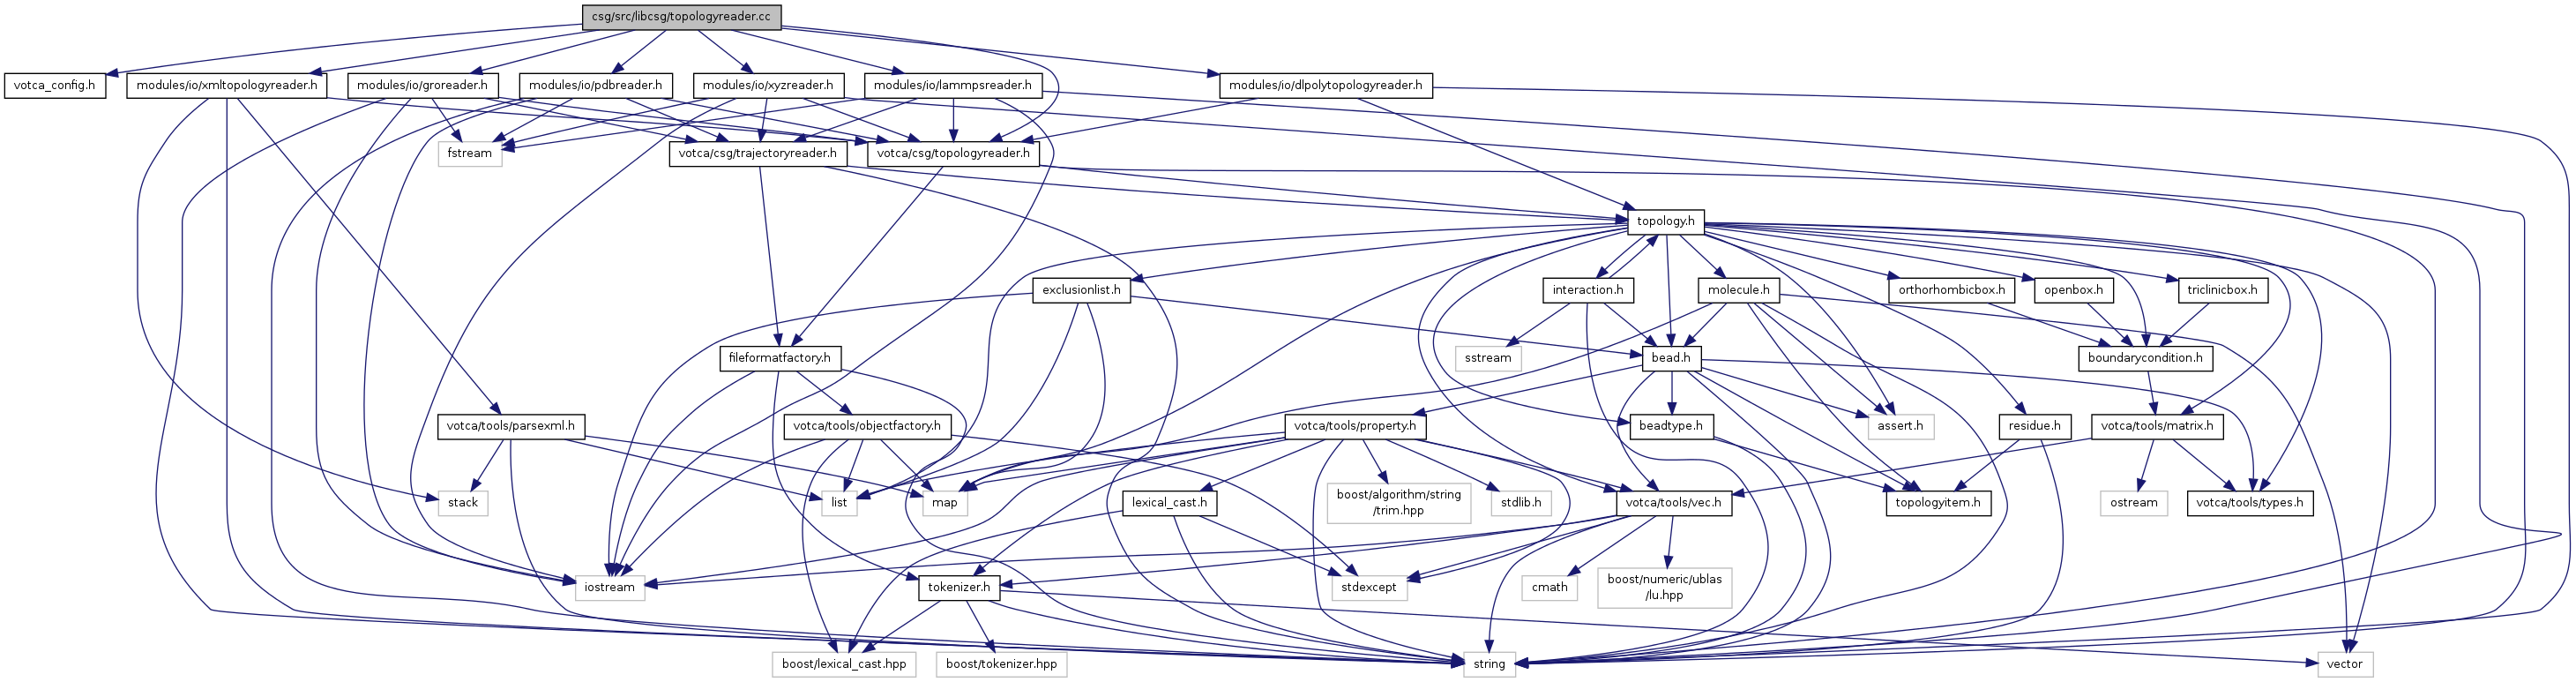 csg/src/libcsg/topologyreader.cc
votca_config.h
modules/io/xmltopologyreader.h
modules/io/groreader.h
modules/io/pdbreader.h
modules/io/xyzreader.h
modules/io/lammpsreader.h
modules/io/dlpolytopologyreader.h
fstream
votca/csg/trajectoryreader.h
votca/csg/topologyreader.h
topology.h
exclusionlist.h
interaction.h
molecule.h
orthorhombicbox.h
openbox.h
triclinicbox.h
fileformatfactory.h
sstream
bead.h
boundarycondition.h
votca/tools/parsexml.h
votca/tools/objectfactory.h
votca/tools/property.h
beadtype.h
assert.h
residue.h
votca/tools/matrix.h
stack
list
map
lexical_cast.h
boost/algorithm/string
/trim.hpp
stdlib.h
votca/tools/vec.h
topologyitem.h
ostream
votca/tools/types.h
iostream
tokenizer.h
stdexcept
cmath
boost/numeric/ublas
/lu.hpp
boost/lexical_cast.hpp
boost/tokenizer.hpp
string
vector